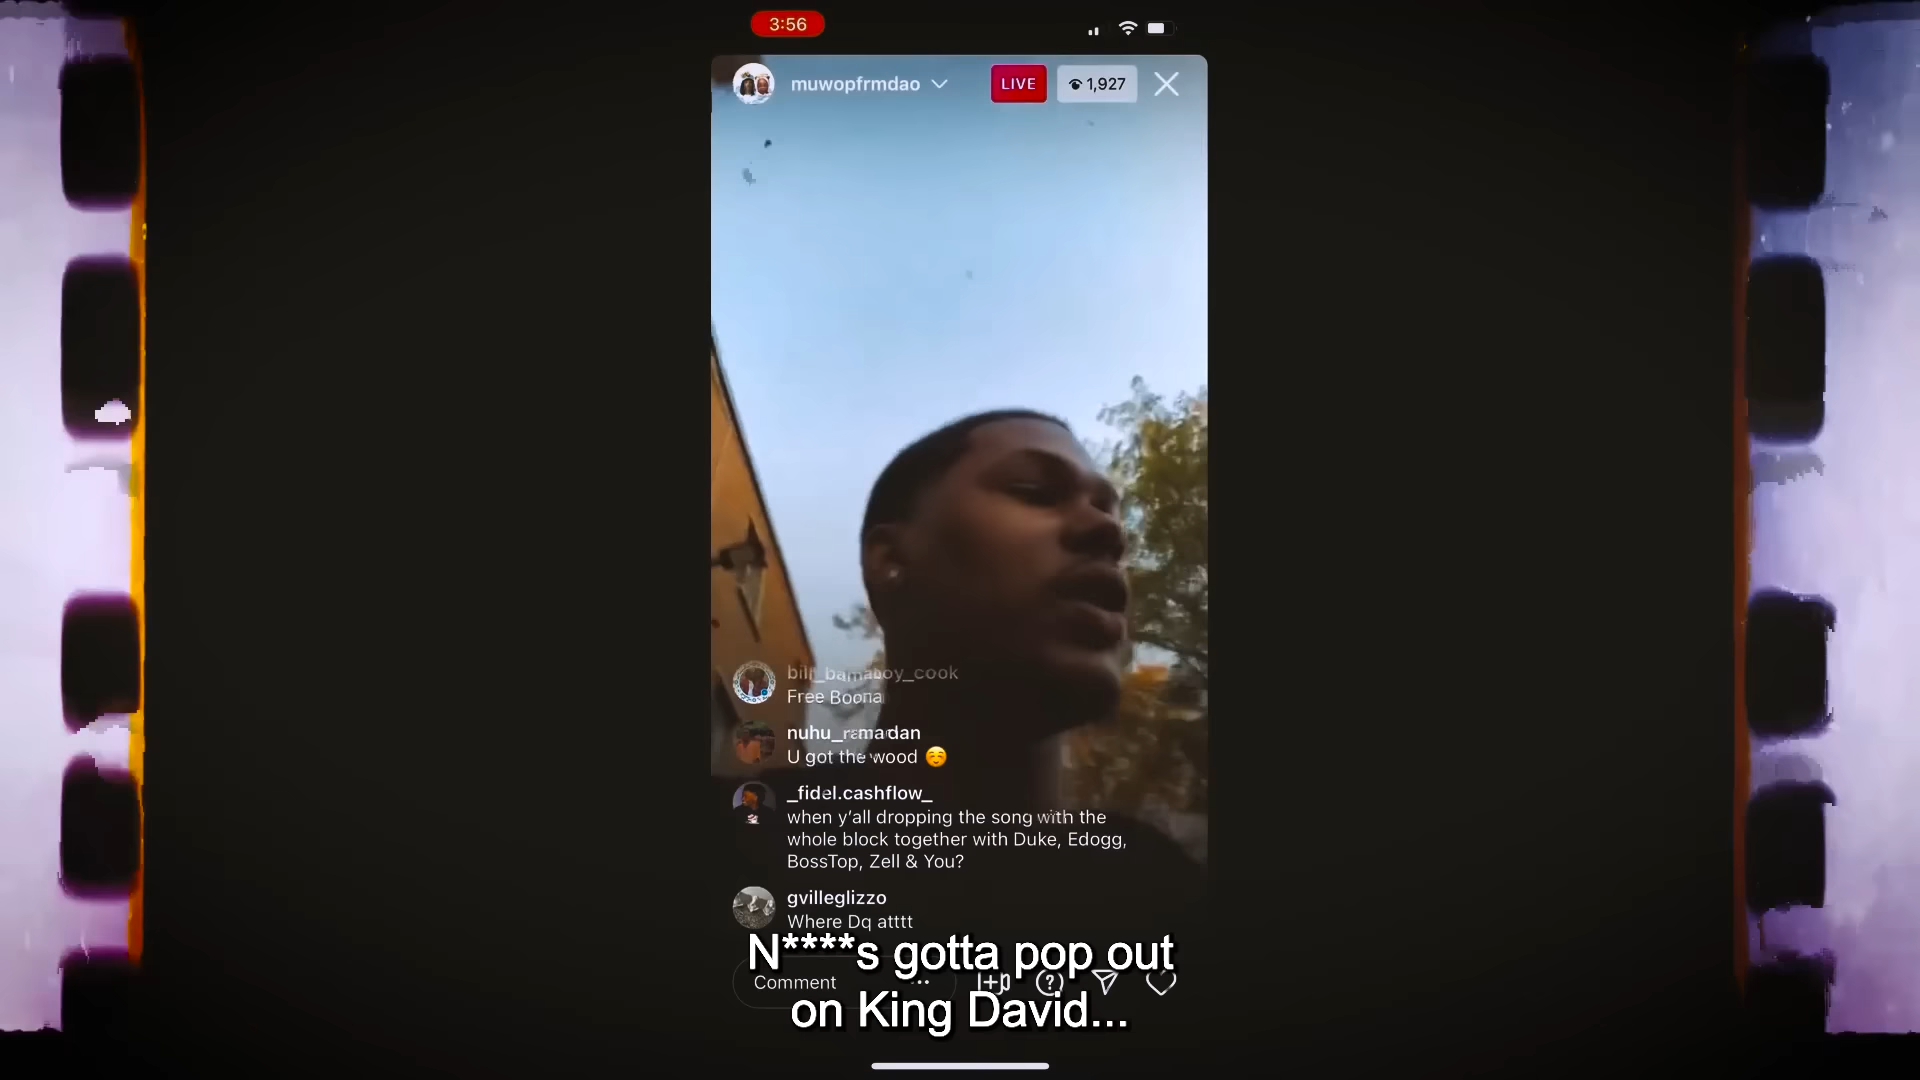 3:56
muwopfrmdao
LIVE
1,927
bill_bamaboy_cook
Free Boona
nuhu_ramadan
U got the wood ☺️
_fidel.cashflow_
when y’all dropping the song with the
whole block together with Duke, Edogg,
BossTop, Zell & You?
gvilleglizzo
Where Dq atttt
N****s gotta pop out
Comment
on King David...